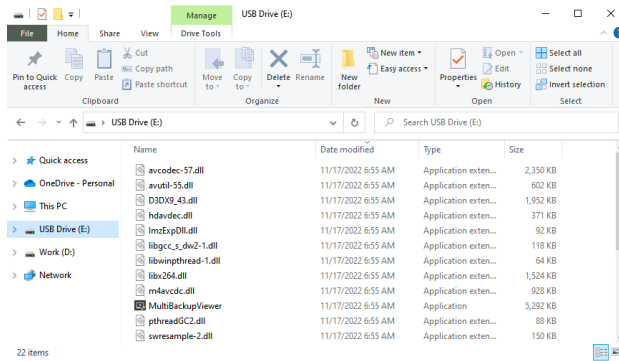 Manage
USB Drive (E:)
File
Home
Share
View
Drive Tools
Pin to Quick access
Copy
Paste
Cut
Copy path
Paste shortcut
Clipboard
Move to
Copy to
Delete
Rename
Organize
New folder
New item
Easy access
New
Properties
Open
Edit
History
Open
Select all
Select none
Invert selection
Select
USB Drive (E:)
Search USB Drive (E:)
Quick access
OneDrive - Personal
This PC
USB Drive (E:)
Work (D:)
Network
Name Date modified Type Size
avcodec-57.dll 11/17/2022 6:55 AM Application exten... 2,350 KB
avutil-55.dll 11/17/2022 6:55 AM Application exten... 602 KB
D3DX9_43.dll 11/17/2022 6:55 AM Application exten... 1,952 KB
hdavdec.dll 11/17/2022 6:55 AM Application exten... 371 KB
ImzExpDll.dll 11/17/2022 6:55 AM Application exten... 92 KB
libgcc_s_dw2-1.dll 11/17/2022 6:55 AM Application exten... 118 KB
libwinpthread-1.dll 11/17/2022 6:55 AM Application exten... 64 KB
libx264.dll 11/17/2022 6:55 AM Application exten... 1,524 KB
m4avcdc.dll 11/17/2022 6:55 AM Application exten... 928 KB
MultiBackupViewer 11/17/2022 6:55 AM Application 5,292 KB
pthreadGC2.dll 11/17/2022 6:55 AM Application exten... 88 KB
swresample-2.dll 11/17/2022 6:55 AM Application exten... 150 KB
22 items